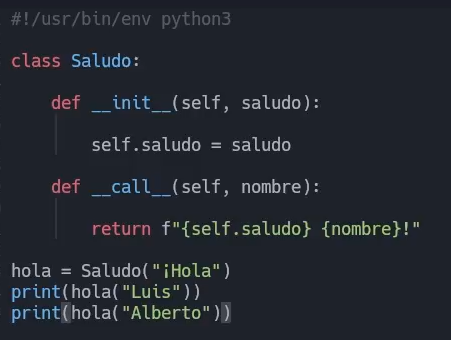 #!/usr/bin/env python3
class Saludo:
def __init__(self, saludo):
self.saludo = saludo
def __call__(self, nombre):
return f"{self.saludo} {nombre}!"
hola = Saludo("¡Hola")
print(hola("Luis"))
print(hola("Alberto"))